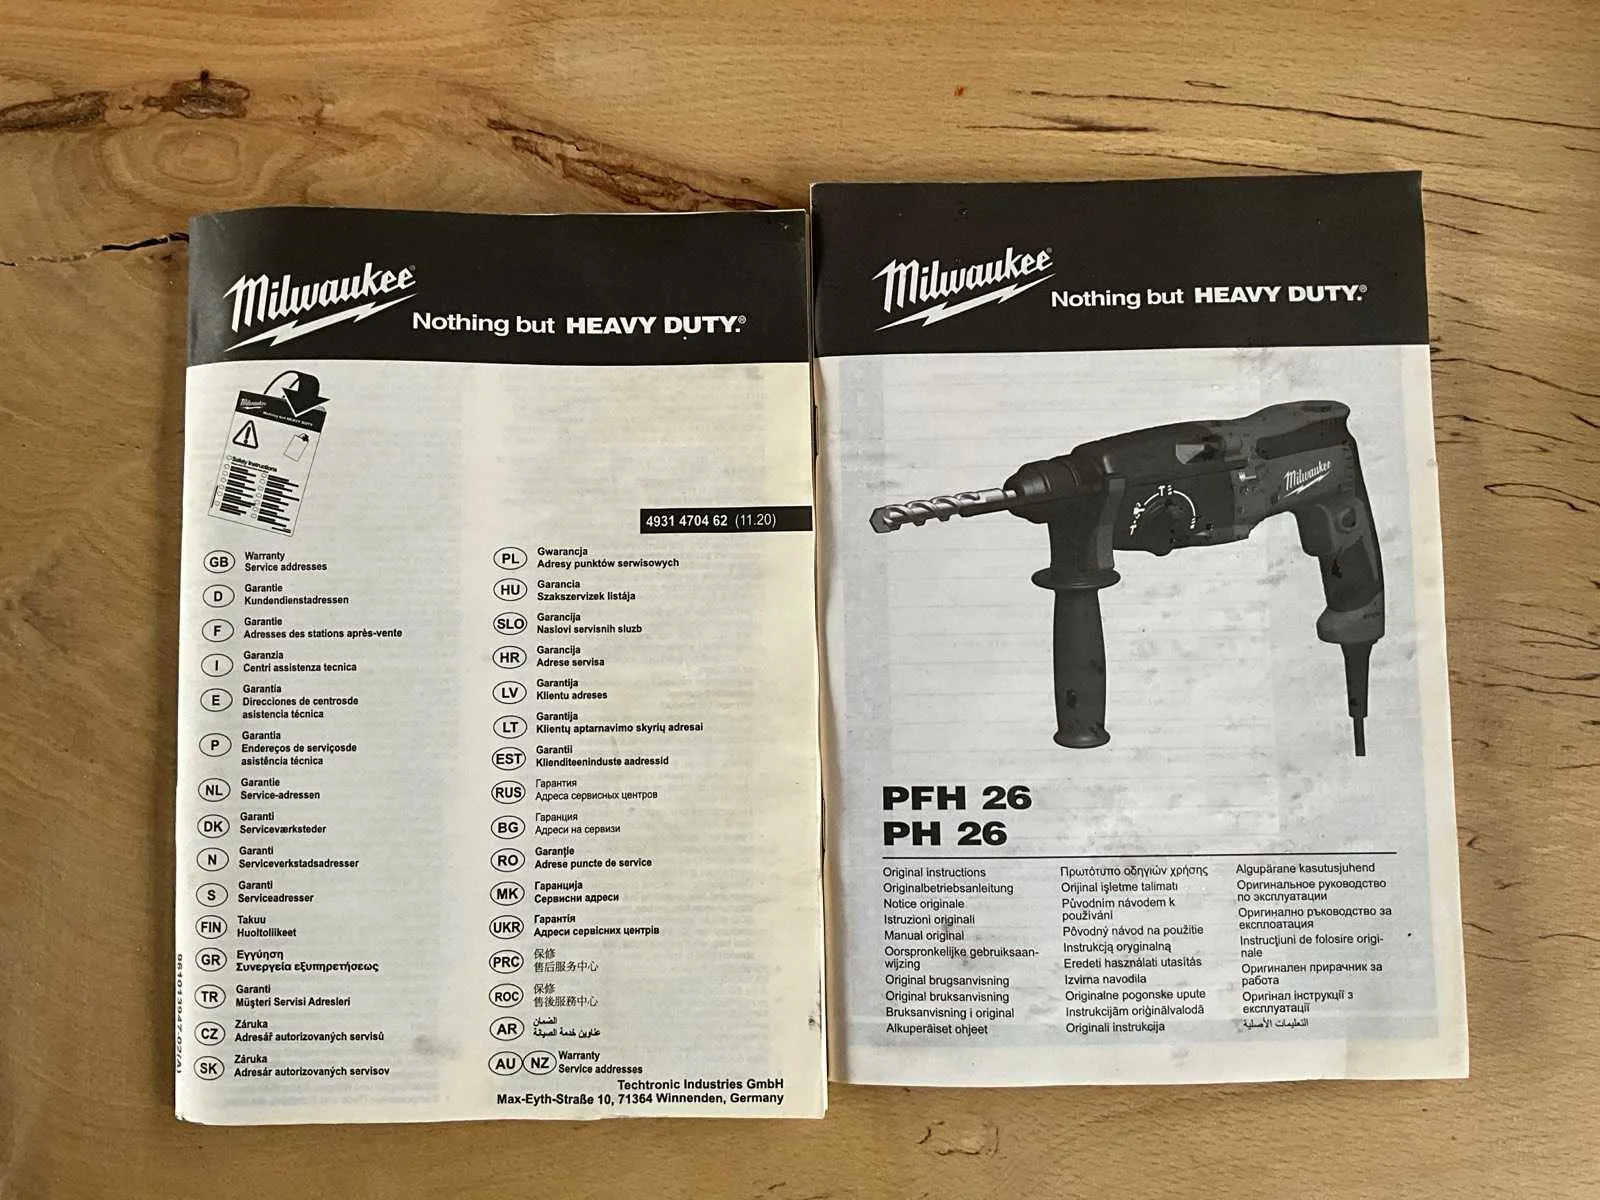 Milwaukee®
Nothing but HEAVY DUTY.®
Milwaukee
Nothing but HEAVY DUTY
Safety Instructions
4931 4704 62 (11.20)
GB Warranty
Service addresses
D Garantie
Kundendienstadressen
F Garantie
Adresses des stations après-vente
I Garanzia
Centri assistenza tecnica
E Garantia
Direcciones de centrosde
asistencia técnica
P Garantia
Endereços de serviçosde
asistência técnica
NL Garantie
Service-adressen
DK Garanti
Serviceværksteder
N Garanti
Serviceverkstadsadresser
S Garanti
Serviceadresser
FIN Takuu
Huoltoliikeet
GR Εγγύηση
Συνεργεία εξυπηρετήσεως
TR Garanti
Müşteri Servisi Adresleri
CZ Záruka
Adresář autorizovaných servisů
SK Záruka
Adresár autorizovaných servisov
PL Gwarancja
Adresy punktów serwisowych
HU Garancia
Szakszervizek listája
SLO Garancija
Naslovi servisnih sluzb
HR Garancija
Adrese servisa
LV Garantija
Klientu adreses
LT Garantija
Klientų aptarnavimo skyrių adresai
EST Garantii
Klienditeeninduste aadressid
RUS Гарантия
Адреса сервисных центров
BG Гаранция
Адреси на сервизи
RO Garanție
Adrese puncte de service
MK Гаранција
Сервисни адреси
UKR Гарантія
Адреси сервісних центрів
PRC 保修
售后服务中心
ROC 保修
售後服務中心
AR الضمان
عناوين خدمة الصيانة
AU NZ Warranty
Service addresses
Techtronic Industries GmbH
Max-Eyth-Straße 10, 71364 Winnenden, Germany
Milwaukee®
Nothing but HEAVY DUTY.®
Milwaukee
PFH 26
PH 26
Original instructions
Originalbetriebsanleitung
Notice originale
Istruzioni originali
Manual original
Oorspronkelijke gebruiksaan-
wijzing
Original brugsanvisning
Original bruksanvisning
Bruksanvisning i original
Alkuperäiset ohjeet
Πρωτότυπο οδηγιών χρήσης
Orijinal işletme talimatı
Původním návodem k
používání
Pôvodný návod na použitie
Instrukcją oryginalną
Eredeti használati utasítás
Izvirna navodila
Originalne pogonske upute
Instrukcijām oriģinālvalodā
Originali instrukcija
Algupärane kasutusjuhend
Оригинальное руководство
по эксплуатации
Оригинално ръководство за
експлоатация
Instrucţiuni de folosire origi-
nale
Оригинален прирачник за
работа
Оригінал інструкції з
експлуатації
التعليمات الأصلية